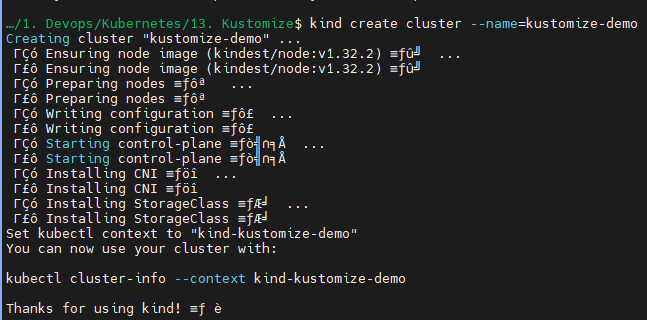 …/1. Devops/Kubernetes/13. Kustomize$ kind create cluster --name=kustomize-demo
Creating cluster "kustomize-demo" ...
ΓÇó Ensuring node image (kindest/node:v1.32.2) ≡ƒû╝  ...
Γ£ô Ensuring node image (kindest/node:v1.32.2) ≡ƒû╝
ΓÇó Preparing nodes ≡ƒôª   ...
Γ£ô Preparing nodes ≡ƒôª
ΓÇó Writing configuration ≡ƒô£  ...
Γ£ô Writing configuration ≡ƒô£
ΓÇó Starting control-plane ≡ƒò╣∩╕Å  ...
Γ£ô Starting control-plane ≡ƒò╣∩╕Å
ΓÇó Installing CNI ≡ƒöî  ...
Γ£ô Installing CNI ≡ƒöî
ΓÇó Installing StorageClass ≡ƒÆ╛  ...
Γ£ô Installing StorageClass ≡ƒÆ╛
Set kubectl context to "kind-kustomize-demo"
You can now use your cluster with:
kubectl cluster-info --context kind-kustomize-demo
Thanks for using kind! ≡ƒ è